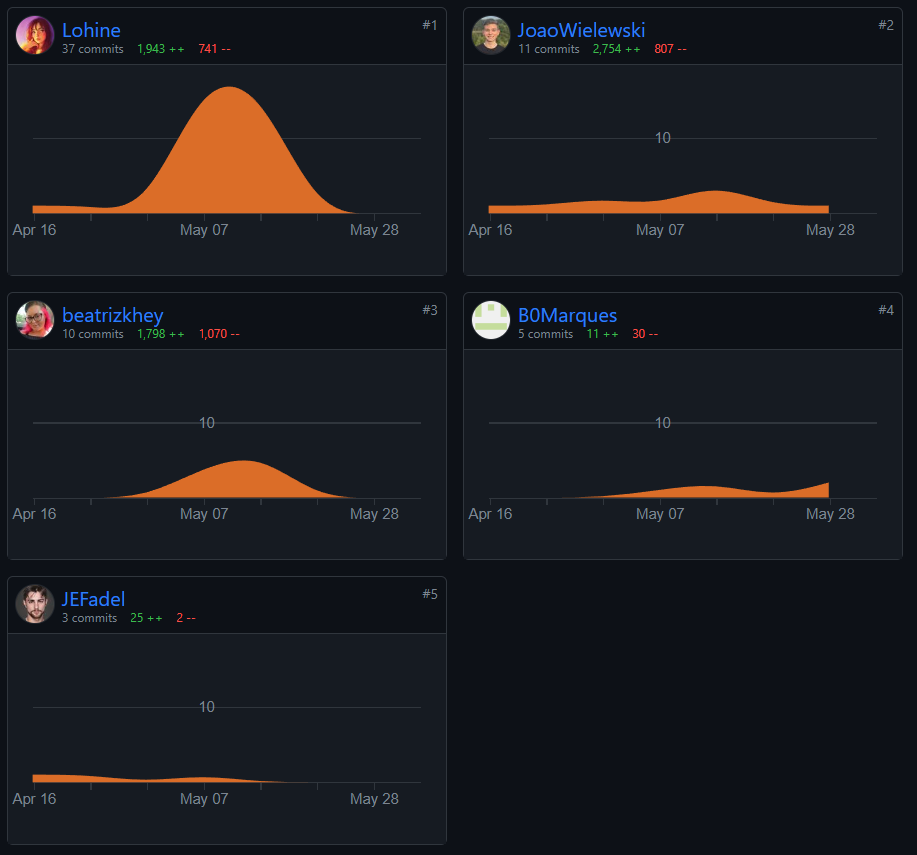 Lohine #1
37 commits 1,943 ++ 741 --
Apr 16 May 07 May 28
JoaoWielewski #2
11 commits 2,754 ++ 807 --
10
Apr 16 May 07 May 28
beatrizkhey #3
10 commits 1,798 ++ 1,070 --
10
Apr 16 May 07 May 28
B0Marques #4
5 commits 11 ++ 30 --
10
Apr 16 May 07 May 28
JEFadel #5
3 commits 25 ++ 2 --
10
Apr 16 May 07 May 28